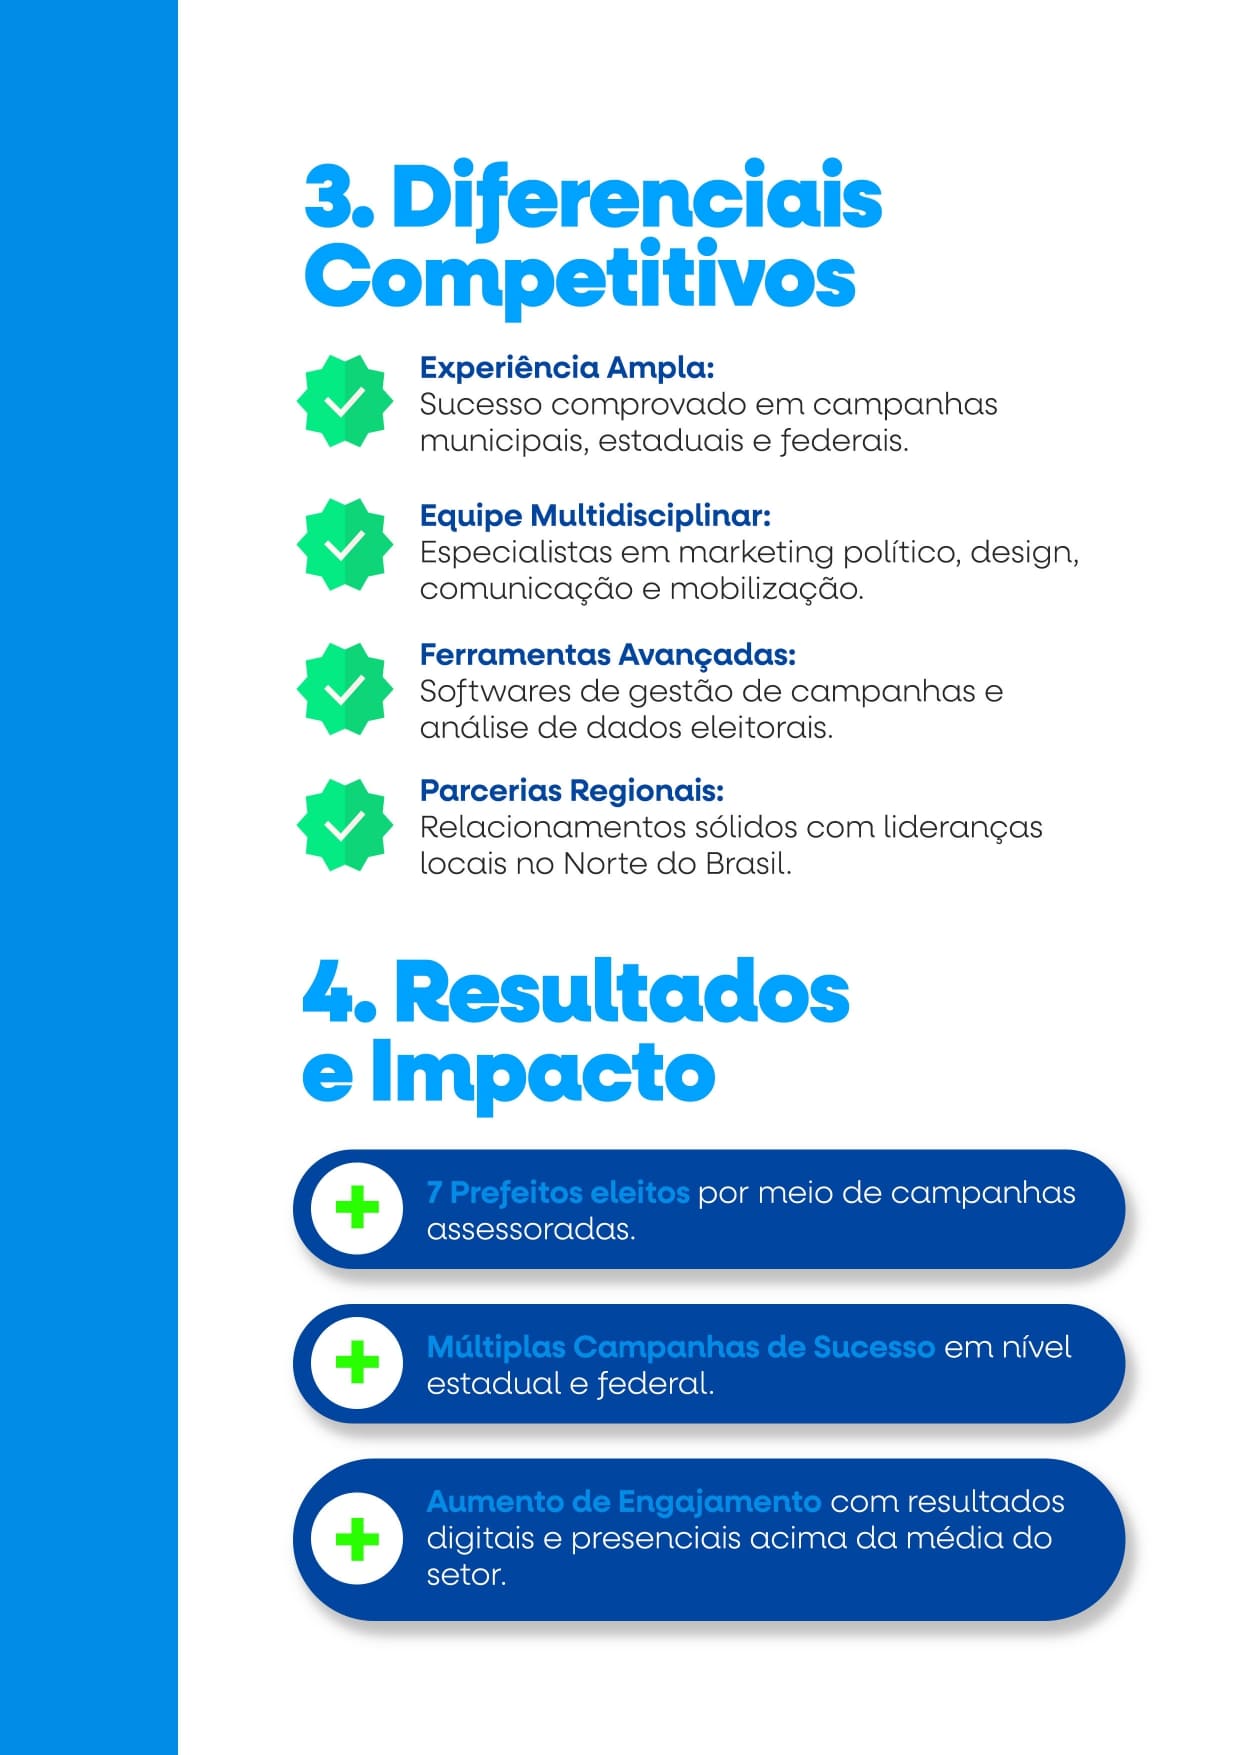 3. Diferenciais
Competitivos
Experiência Ampla:
Sucesso comprovado em campanhas
municipais, estaduais e federais.
Equipe Multidisciplinar:
Especialistas em marketing político, design,
comunicação e mobilização.
Ferramentas Avançadas:
Softwares de gestão de campanhas e
análise de dados eleitorais.
Parcerias Regionais:
Relacionamentos sólidos com lideranças
locais no Norte do Brasil.
4. Resultados
e Impacto
7 Prefeitos eleitos por meio de campanhas
assessoradas.
Múltiplas Campanhas de Sucesso em nível
estadual e federal.
Aumento de Engajamento com resultados
digitais e presenciais acima da média do
setor.